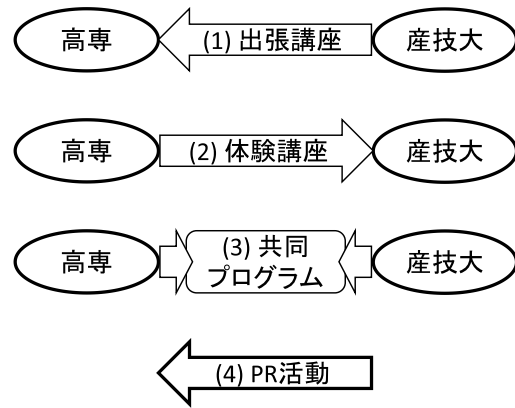 高専 (1) 出張講座 産技大
高専 (2) 体験講座 産技大
高専 (3) 共同 産技大
プログラム
(4) PR活動